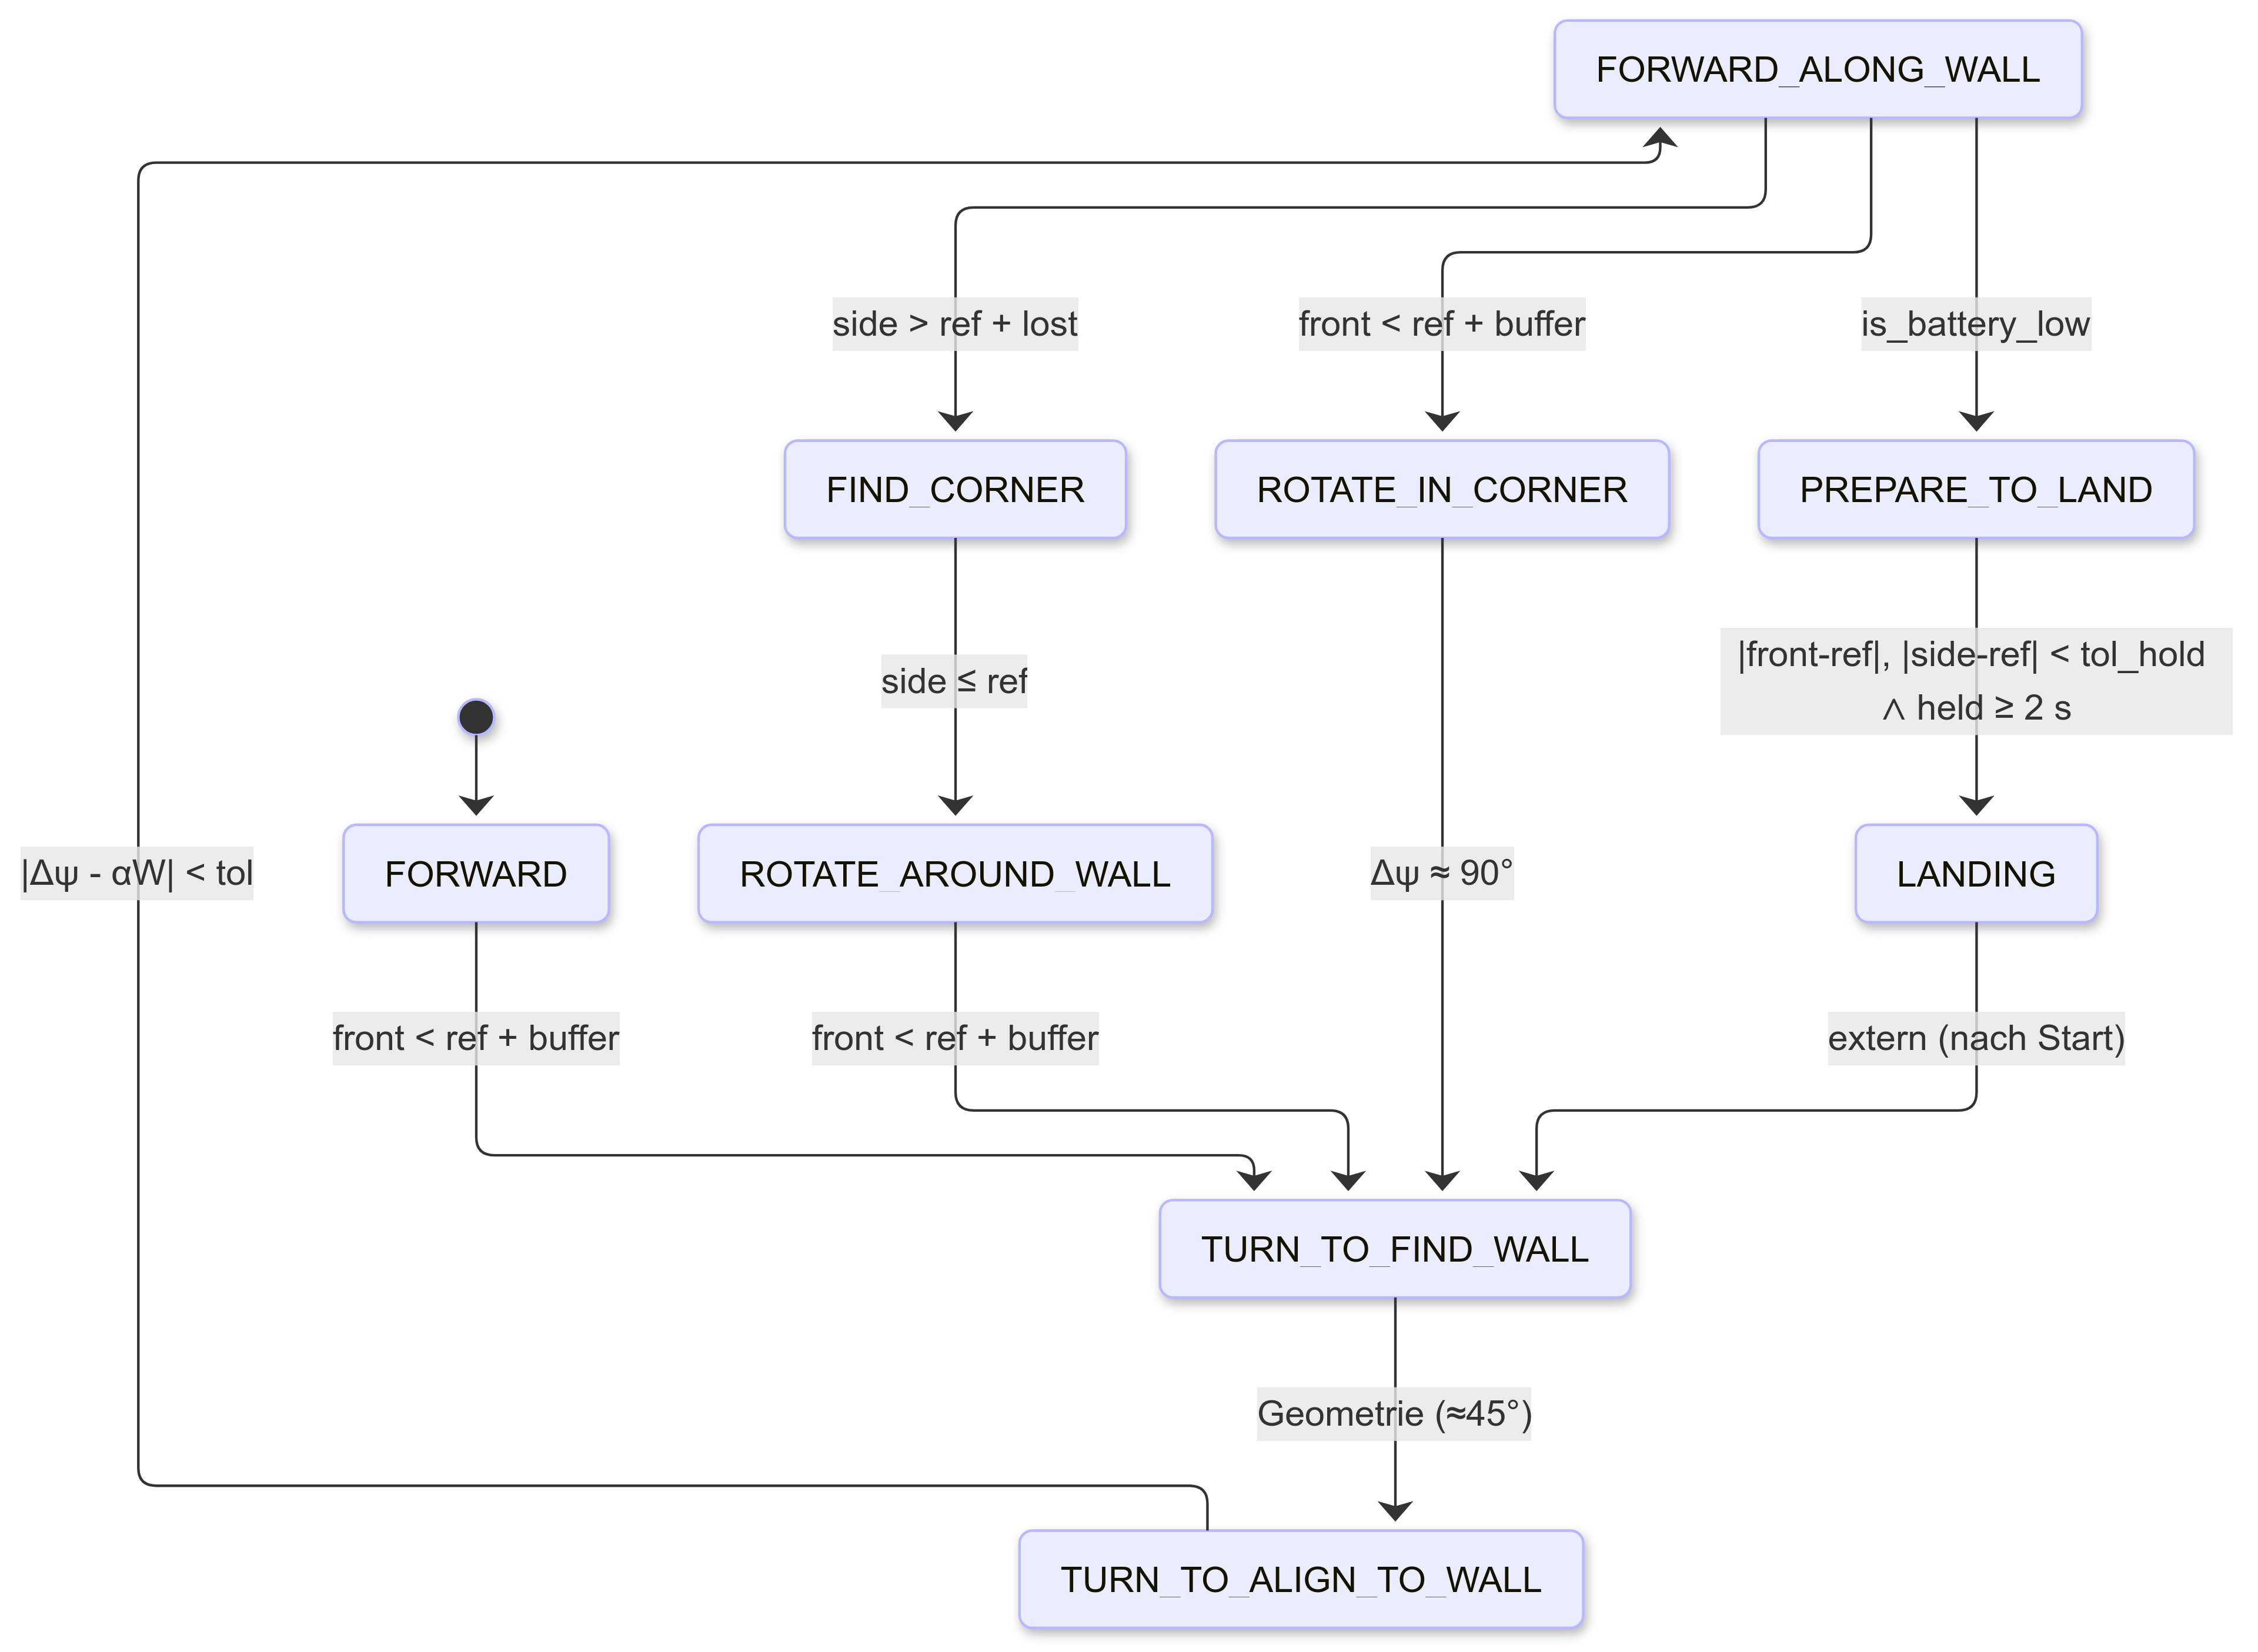 FORWARD_ALONG_WALL
side > ref + lost
front < ref + buffer
is_battery_low
FIND_CORNER
ROTATE_IN_CORNER
PREPARE_TO_LAND
|front-ref|, |side-ref| < tol_hold
∧ held ≥ 2 s
side ≤ ref
|Δψ - αW| < tol
FORWARD
ROTATE_AROUND_WALL
Δψ ≈ 90°
LANDING
front < ref + buffer
front < ref + buffer
extern (nach Start)
TURN_TO_FIND_WALL
Geometrie (≈45°)
TURN_TO_ALIGN_TO_WALL